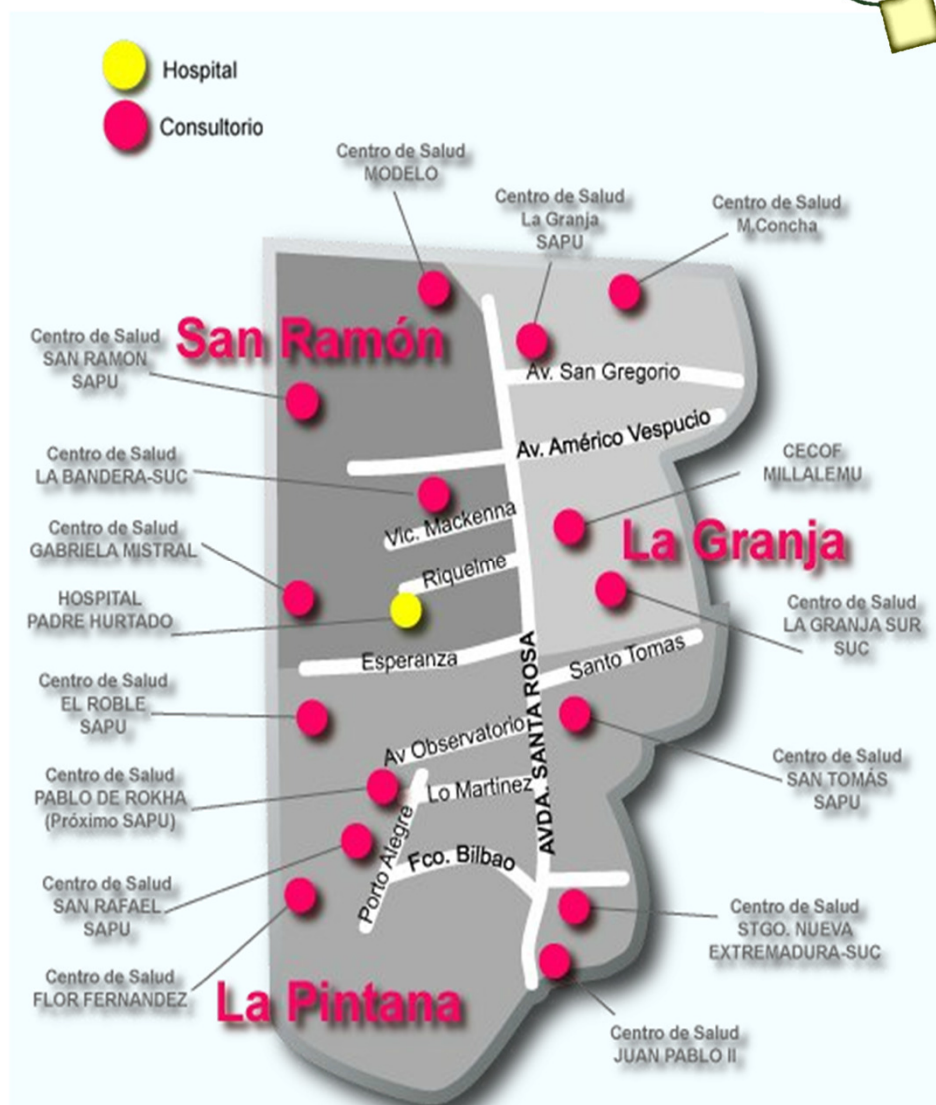 Hospital
Consultorio
Centro de Salud
MODELO
Centro de Salud
La Granja
SAPU
Centro de Salud
M.Concha
Centro de Salud
SAN RAMON
SAPU
San Ramón
Av. San Gregorio
Av. Américo Vespucio
Centro de Salud
LA BANDERA-SUC
CECOF
MILLALEMU
Vic. Mackenna
Centro de Salud
GABRIELA MISTRAL
La Granja
Riquelme
HOSPITAL
PADRE HURTADO
Centro de Salud
LA GRANJA SUR
SUC
Esperanza
Santo Tomas
AVDA. SANTA ROSA
Centro de Salud
EL ROBLE
SAPU
Av Observatorio
Centro de Salud
SAN TOMÁS
SAPU
Centro de Salud
PABLO DE ROKHA
(Próximo SAPU)
Lo Martinez
Porto Alegre
Fco. Bilbao
Centro de Salud
SAN RAFAEL
SAPU
Centro de Salud
STGO. NUEVA
EXTREMADURA-SUC
Centro de Salud
FLOR FERNANDEZ
La Pintana
Centro de Salud
JUAN PABLO II